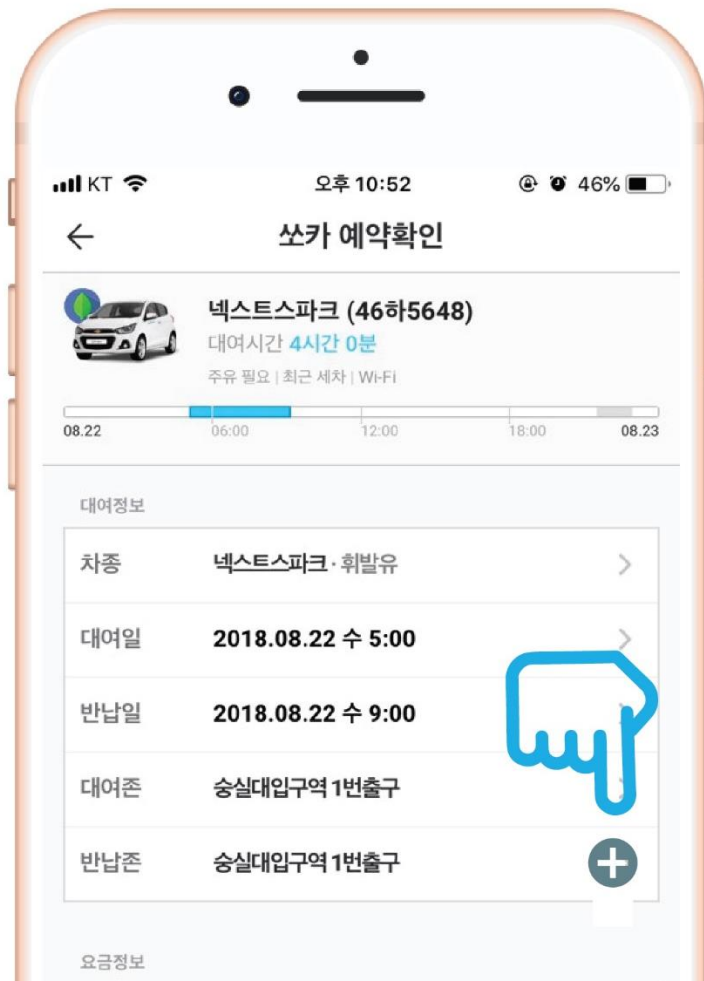 KT 오후 10:52 46%
쏘카 예약확인
넥스트스파크 (46하5648)
대여시간 4시간 0분
주유 필요 | 최근 세차 | Wi-Fi
08.22 06:00 12:00 18:00 08.23
대여정보
차종 넥스트스파크 · 휘발유
대여일 2018.08.22 수 5:00
반납일 2018.08.22 수 9:00
대여존 숭실대입구역 1번출구
반납존 숭실대입구역 1번출구
요금정보